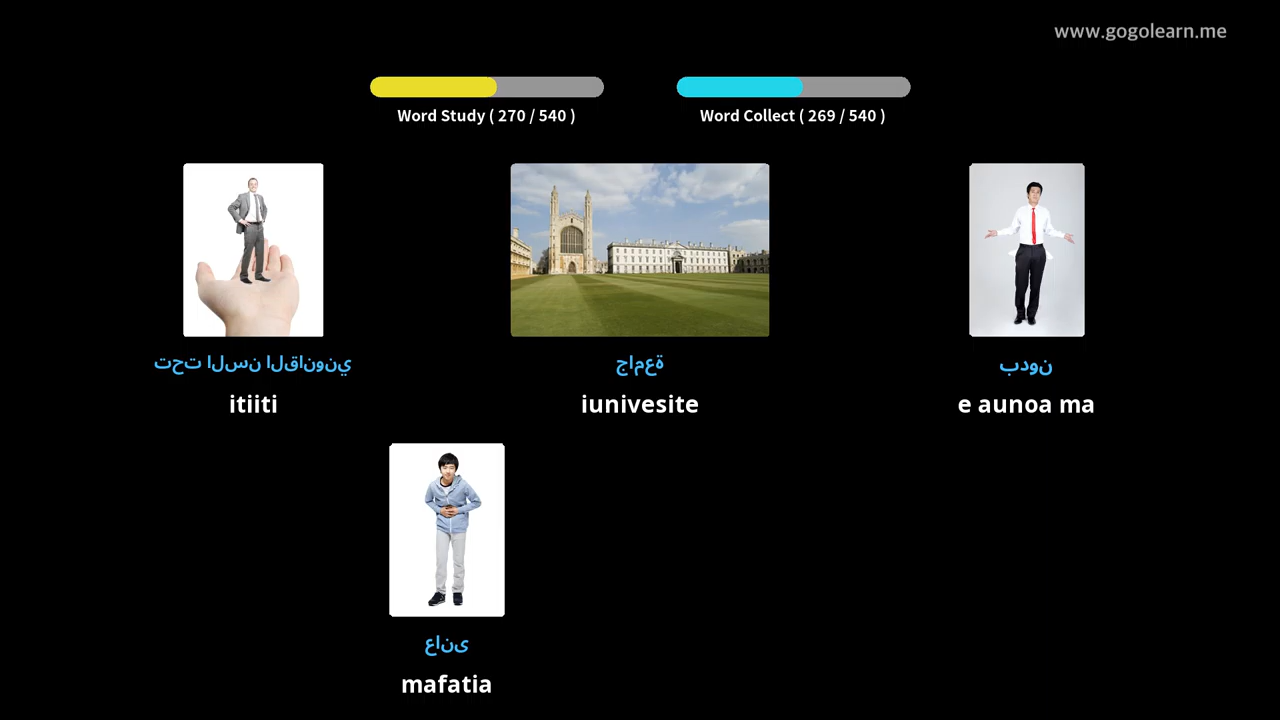 www.gogolearn.me
Word Study ( 270 / 540 )
Word Collect ( 269 / 540 )
تحت السن القانوني
itiiti
جامعة
iunivesite
بدون
e aunoa ma
عانى
mafatia